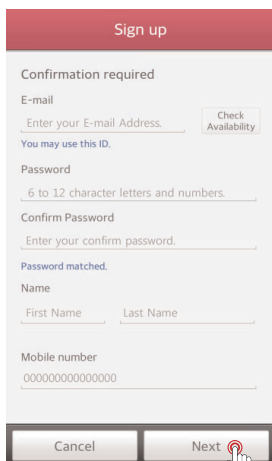 Sign up
Confirmation required
E-mail
Enter your E-mail Address.
Check
Availability
You may use this ID.
Password
6 to 12 character letters and numbers.
Confirm Password
Enter your confirm password.
Password matched.
Name
First Name Last Name
Mobile number
000000000000000
Cancel Next